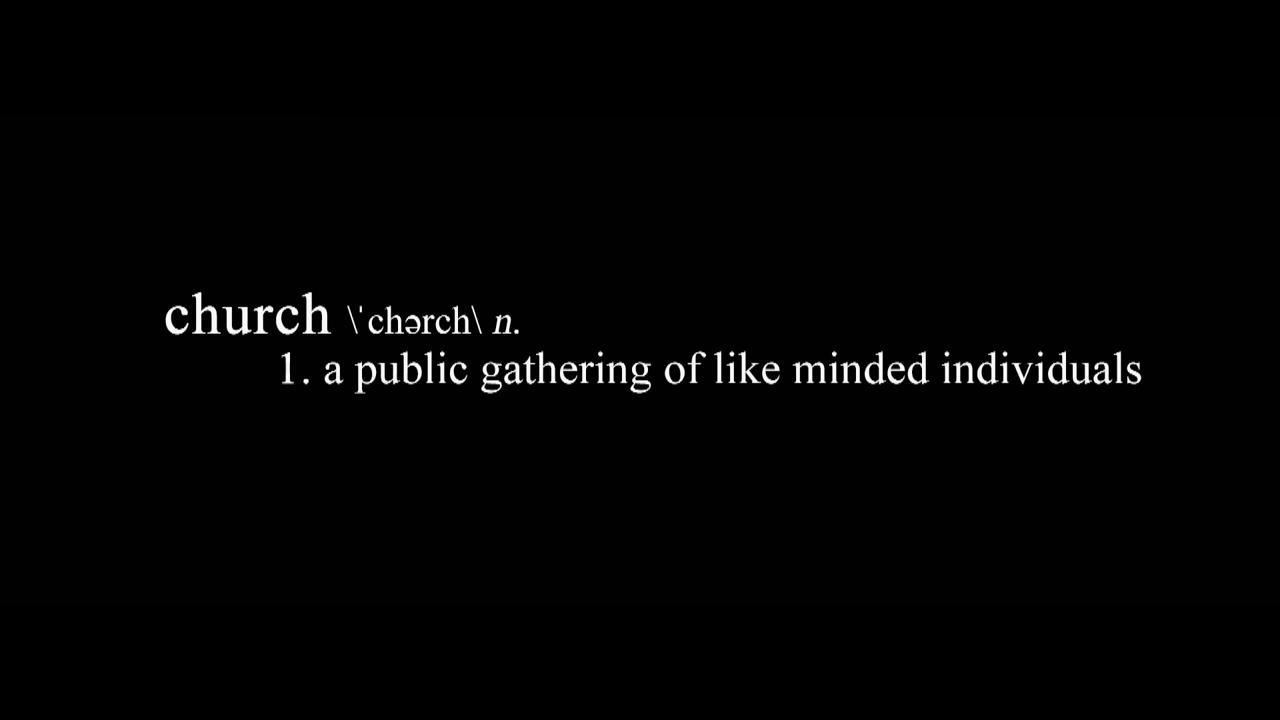 church \ˈchərch\ n.
1. a public gathering of like minded individuals